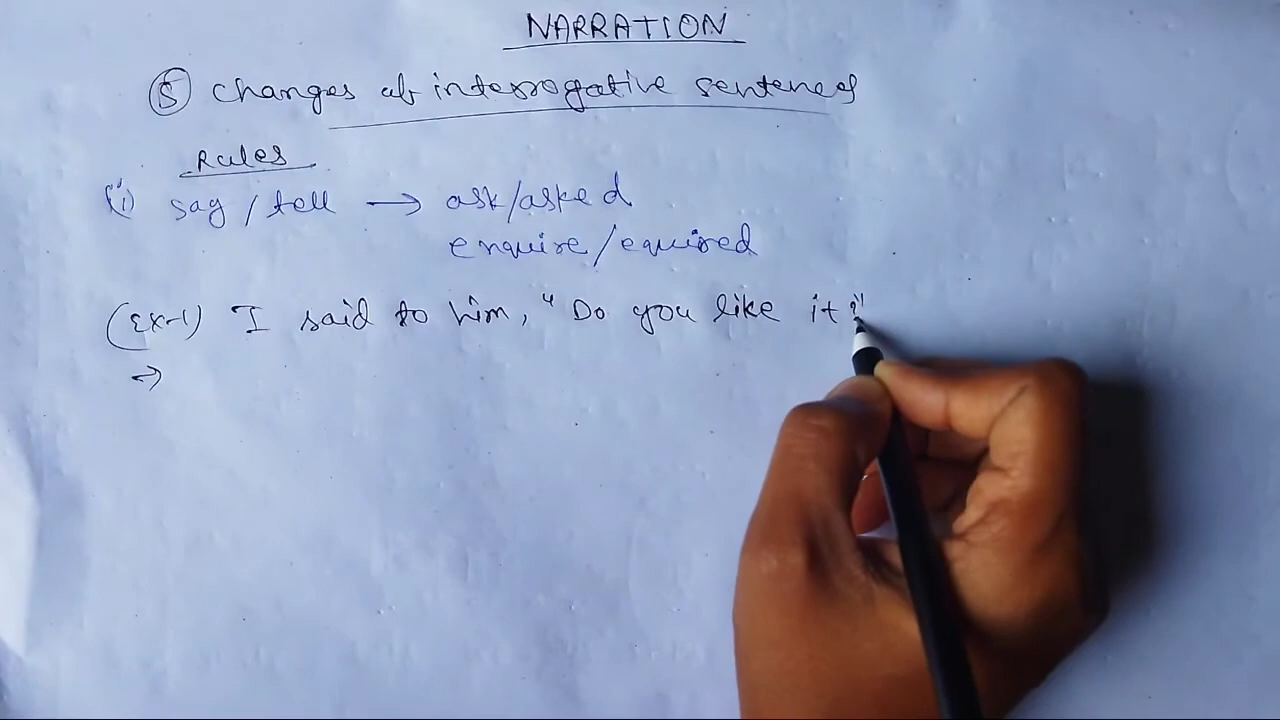 NARRATION
⑤ Changes of interrogative sentences
Rules
(i) say / tell → ask/asked
enquire/equired
(Ex-1) I said to him, "Do you like it?"
→